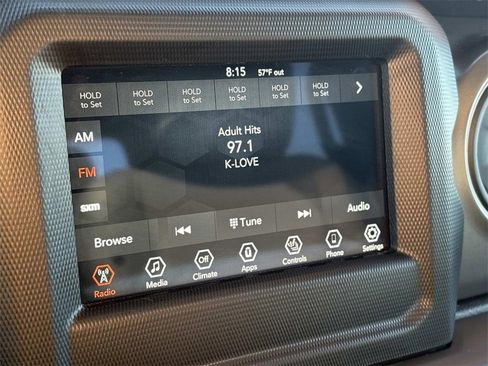 8:15 57°F out
HOLD to Set HOLD to Set HOLD to Set HOLD to Set HOLD to Set HOLD to Set
AM
FM
sxm
Adult Hits
97.1
K-LOVE
Browse Tune Audio
Radio Media Off Climate Apps Controls Phone Settings